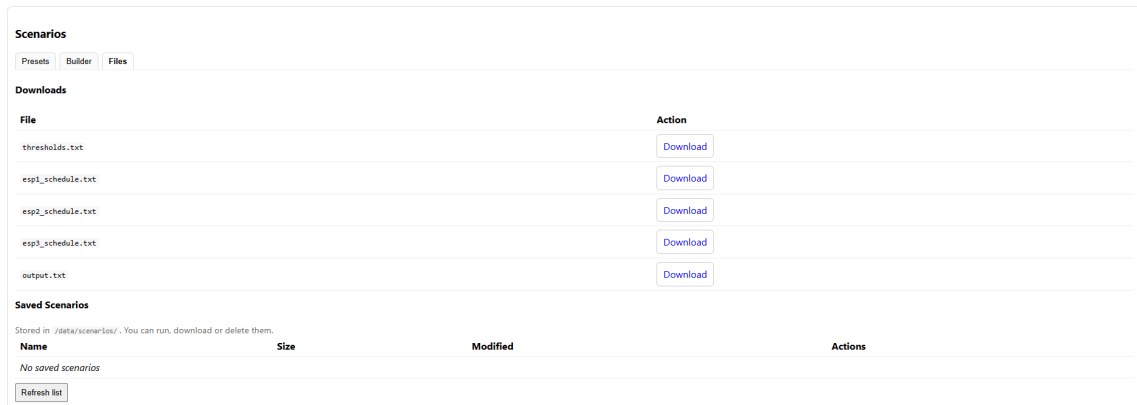 Scenarios
Presets Builder Files
Downloads
File Action
thresholds.txt Download
esp1_schedule.txt Download
esp2_schedule.txt Download
esp3_schedule.txt Download
output.txt Download
Saved Scenarios
Stored in /data/scenarios/. You can run, download or delete them.
Name Size Modified Actions
No saved scenarios
Refresh list